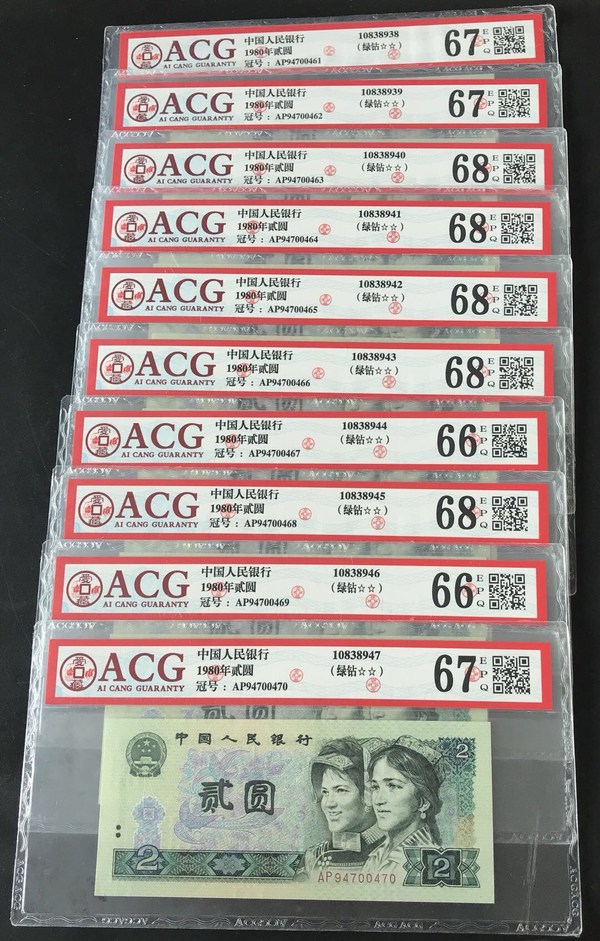 ACG
AI CANG GUARANTY
中国人民银行
1980年贰圆
冠号：AP94700461
10838938
(绿钻☆☆)
67
EPQ
ACG
AI CANG GUARANTY
中国人民银行
1980年贰圆
冠号：AP94700462
10838939
(绿钻☆☆)
67
EPQ
ACG
AI CANG GUARANTY
中国人民银行
1980年贰圆
冠号：AP94700463
10838940
(绿钻☆☆)
68
EPQ
ACG
AI CANG GUARANTY
中国人民银行
1980年贰圆
冠号：AP94700464
10838941
(绿钻☆☆)
68
EPQ
ACG
AI CANG GUARANTY
中国人民银行
1980年贰圆
冠号：AP94700465
10838942
(绿钻☆☆)
68
EPQ
ACG
AI CANG GUARANTY
中国人民银行
1980年贰圆
冠号：AP94700466
10838943
(绿钻☆☆)
68
EPQ
ACG
AI CANG GUARANTY
中国人民银行
1980年贰圆
冠号：AP94700467
10838944
(绿钻☆☆)
66
EPQ
ACG
AI CANG GUARANTY
中国人民银行
1980年贰圆
冠号：AP94700468
10838945
(绿钻☆☆)
68
EPQ
ACG
AI CANG GUARANTY
中国人民银行
1980年贰圆
冠号：AP94700469
10838946
(绿钻☆☆)
66
EPQ
ACG
AI CANG GUARANTY
中国人民银行
1980年贰圆
冠号：AP94700470
10838947
(绿钻☆☆)
67
EPQ
中国人民银行
2
贰圆
AP94700470
2
2